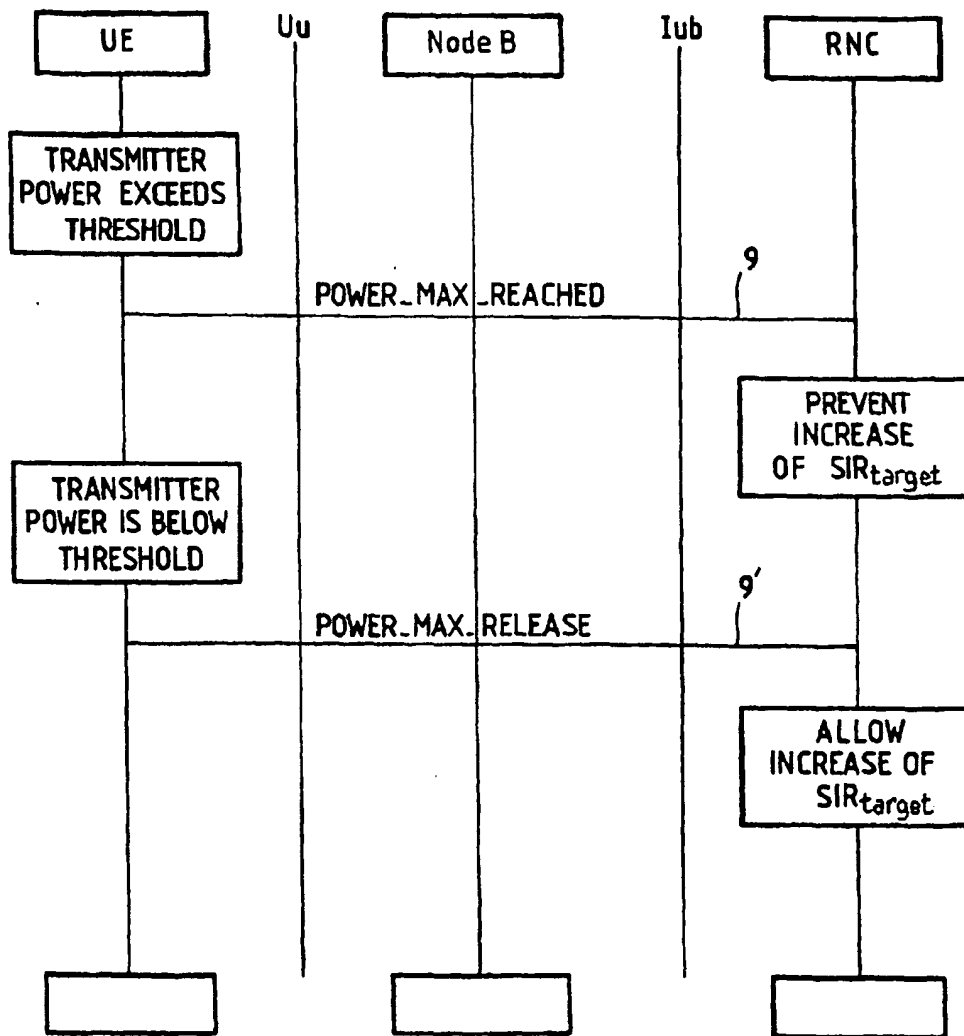 UE Uu Node B Iub RNC
TRANSMITTER
POWER EXCEEDS
THRESHOLD
9
POWER_MAX_REACHED
PREVENT
INCREASE
OF SIRtarget
TRANSMITTER
POWER IS BELOW
THRESHOLD
9'
POWER_MAX_RELEASE
ALLOW
INCREASE OF
SIRtarget